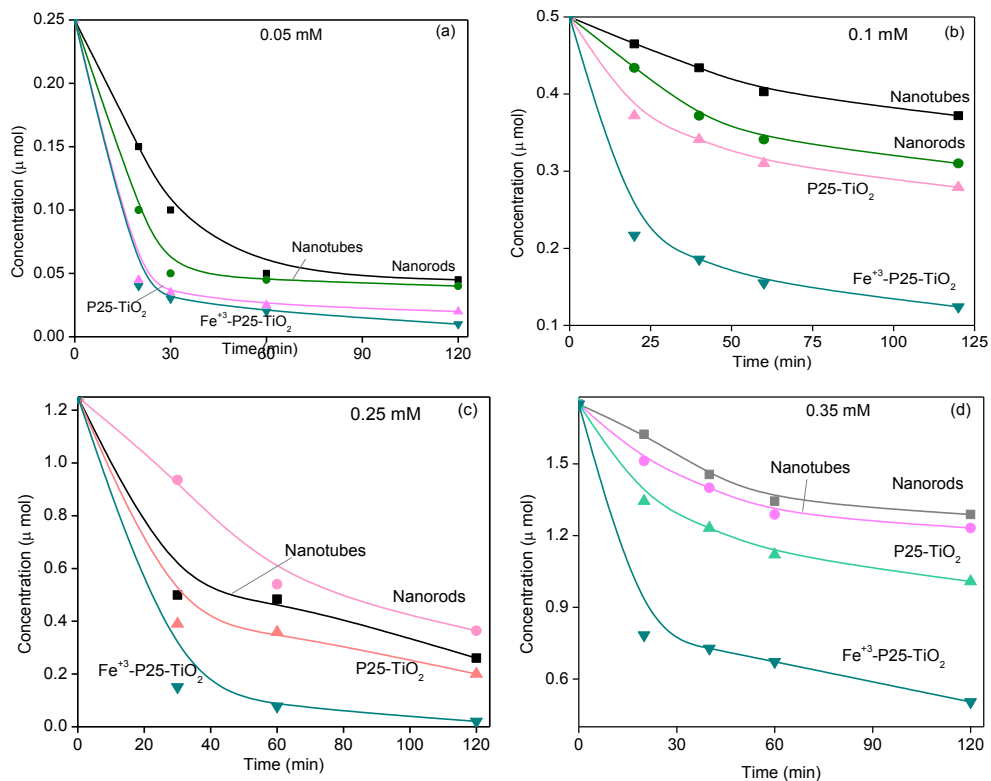 0.05 mM
(a)
Concentration (μ mol)
0.25
0.20
0.15
0.10
0.05
0.00
Nanotubes
Nanorods
P25-TiO2
Fe+3-P25-TiO2
0
30
60
90
120
Time (min)
0.1 mM
(b)
Concentration (μ mol)
0.5
0.4
0.3
0.2
0.1
Nanotubes
Nanorods
P25-TiO2
Fe+3-P25-TiO2
0
25
50
75
100
125
Time (min)
0.25 mM
(c)
Concentration (μ mol)
1.2
1.0
0.8
0.6
0.4
0.2
0.0
Nanotubes
Nanorods
P25-TiO2
Fe+3-P25-TiO2
0
20
40
60
80
100
120
Time (min)
0.35 mM
(d)
Concentration (μ mol)
1.5
1.2
0.9
0.6
Nanotubes
Nanorods
P25-TiO2
Fe+3-P25-TiO2
0
30
60
90
120
Time (min)